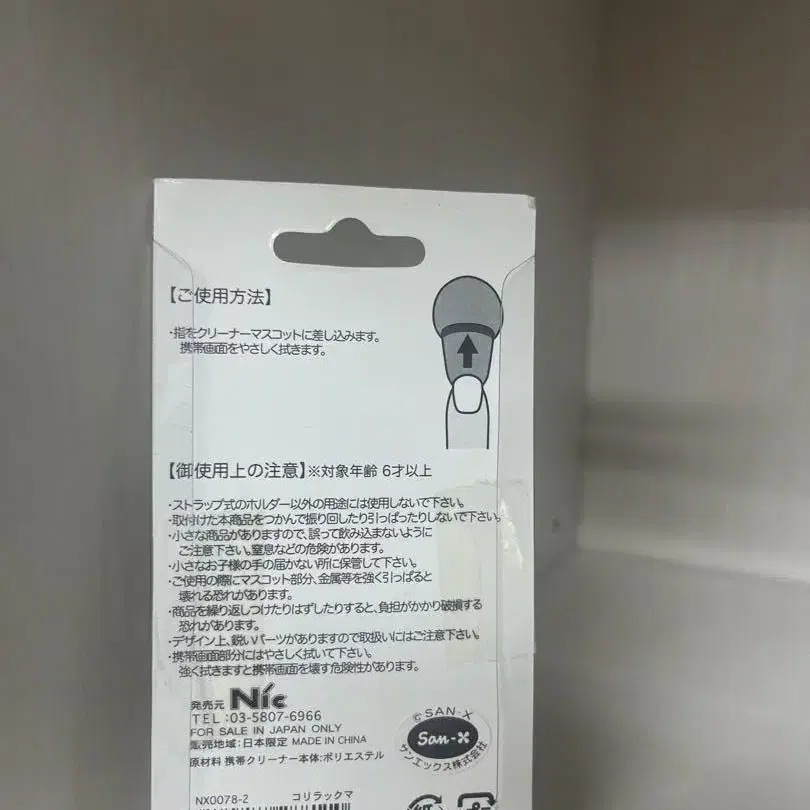 【ご使用方法】
・指をクリーナーマスコットに差し込みます。
携帯画面をやさしく拭きます。
【御使用上の注意】※対象年齢 6才以上
・ストラップ式のホルダー以外の用途には使用しないで下さい。
・取付けた本商品をつかんで振り回したり引っぱったりしないで下さい。
・小さな商品がありますので、誤って飲み込まないように
ご注意下さい。窒息などの危険があります。
・小さなお子様の手の届かない所に保管して下さい。
・ご使用の際にマスコット部分、金属等を強く引っぱると
壊れる恐れがあります。
・商品を繰り返しつけたりはずしたりすると、負担がかかり破損する
恐れがあります。
・デザイン上、鋭いパーツがありますので取扱いにはご注意下さい。
・携帯画面部分にはやさしく拭いて下さい。
強く拭きますと携帯画面を壊す危険性があります。
発売元 Nic
TEL:03-5807-6966
FOR SALE IN JAPAN ONLY
販売地域:日本限定 MADE IN CHINA
原材料 携帯クリーナー本体:ポリエステル
©SAN-X
San-X
サンエックス株式会社
NX0078-2 コリラックマ